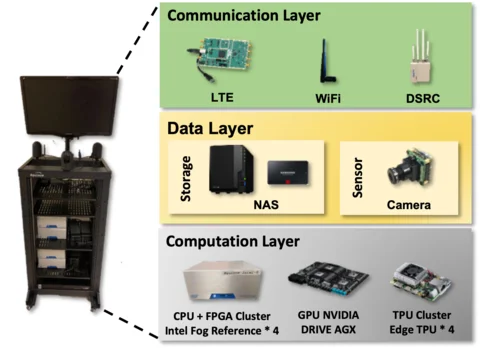 Communication Layer
LTE
WiFi
DSRC
Data Layer
Storage
NAS
Sensor
Camera
Computation Layer
CPU + FPGA Cluster
Intel Fog Reference * 4
GPU NVIDIA
DRIVE AGX
TPU Cluster
Edge TPU * 4